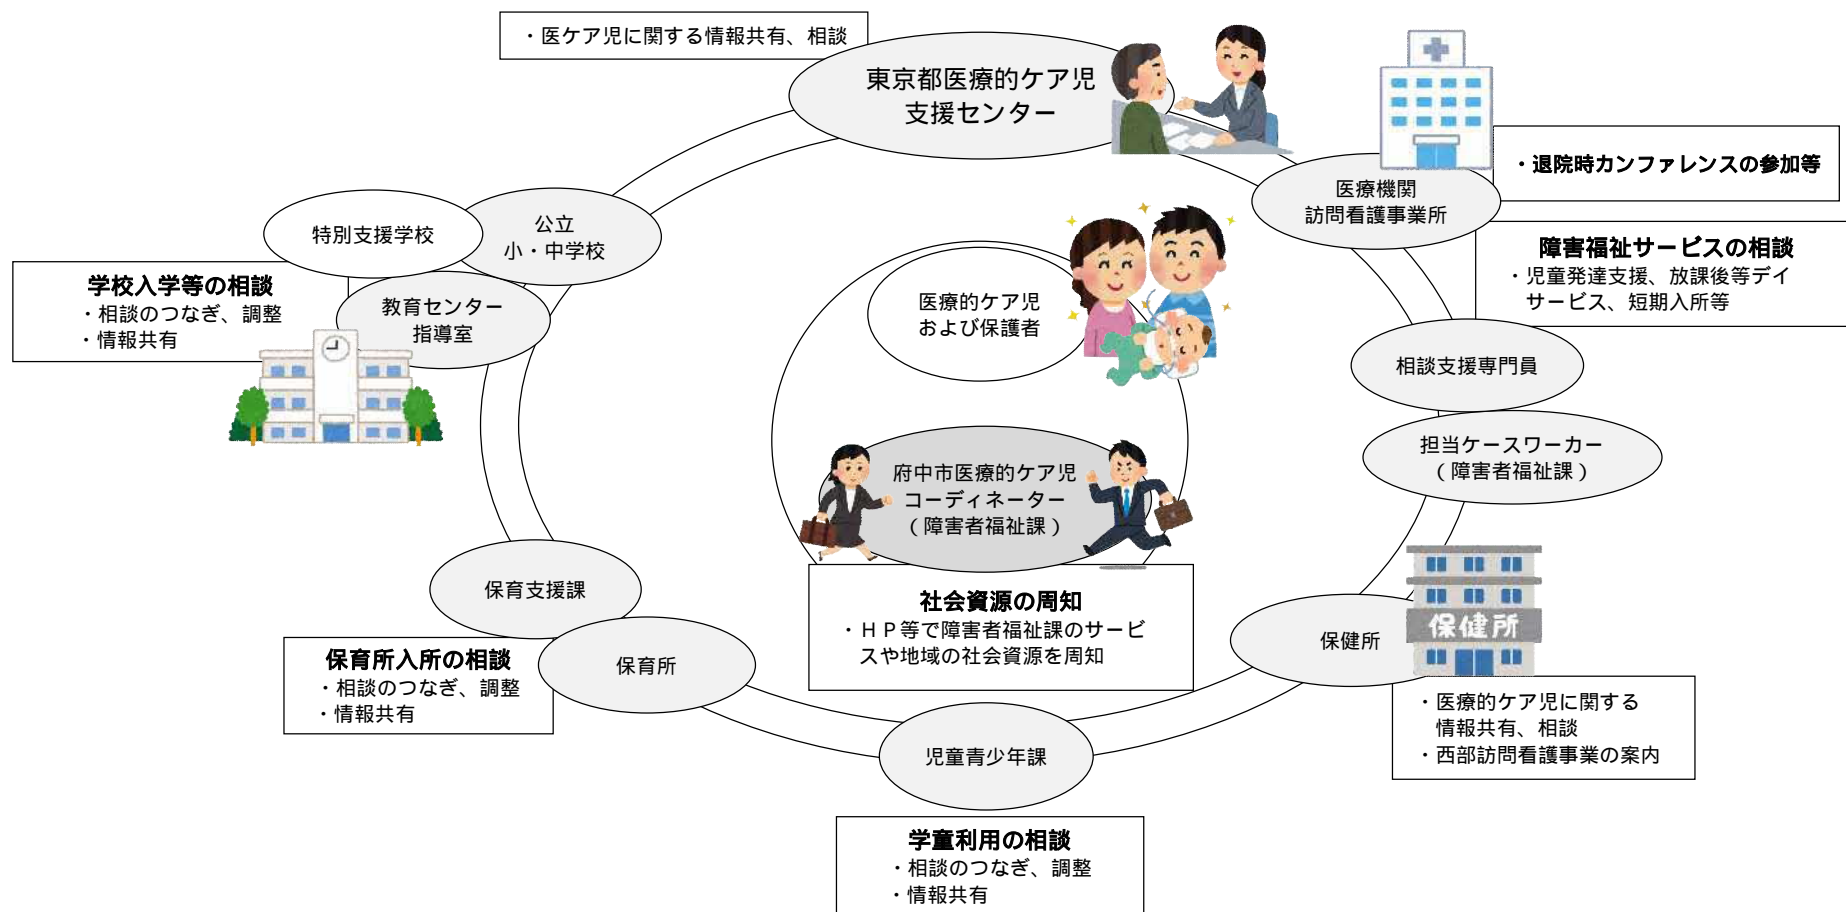 ・医ケア児に関する情報共有、相談
東京都医療的ケア児
支援センター
医療機関
訪問看護事業所
・退院時カンファレンスの参加等
障害福祉サービスの相談
・児童発達支援、放課後等デイ
サービス、短期入所等
特別支援学校
公立
小・中学校
学校入学等の相談
・相談のつなぎ、調整
・情報共有
教育センター
指導室
医療的ケア児
および保護者
相談支援専門員
担当ケースワーカー
（障害者福祉課）
府中市医療的ケア児
コーディネーター
（障害者福祉課）
社会資源の周知
・ＨＰ等で障害者福祉課のサービ
スや地域の社会資源を周知
保育支援課
保育所
保育所入所の相談
・相談のつなぎ、調整
・情報共有
保健所
保健所
・医療的ケア児に関する
情報共有、相談
・西部訪問看護事業の案内
児童青少年課
学童利用の相談
・相談のつなぎ、調整
・情報共有